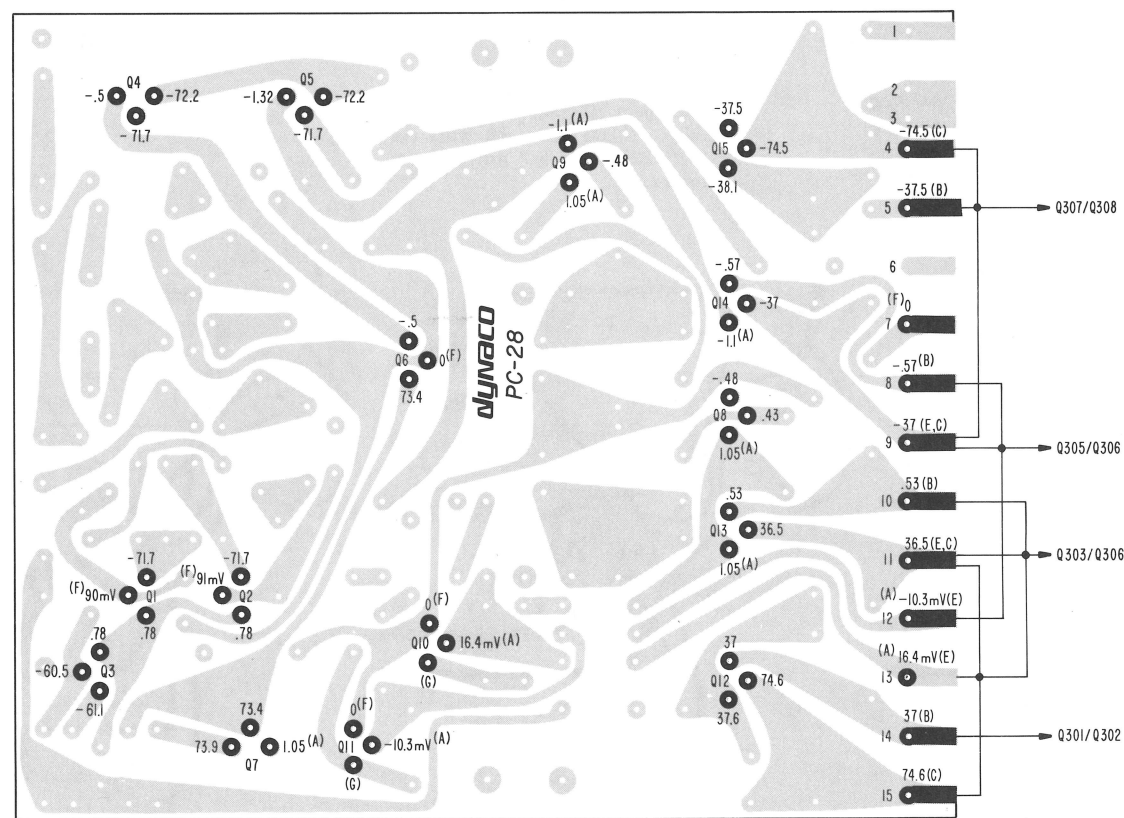 1
2
3
-74.5(C)
4
-37.5(B)
5
Q307/Q308
6
(F)0
7
-.57(B)
8
-37(E,C)
9
Q305/Q306
.53(B)
10
36.5(E,C)
11
Q303/Q306
(A) -10.3mV(E)
12
(A) 16.4mV(E)
13
37(B)
14
Q301/Q302
74.6(C)
15
Q4
-.5
-72.2
-71.7
Q5
-1.32
-72.2
-71.7
-1.1(A)
Q9
-.48
1.05(A)
-37.5
Q15
-74.5
-38.1
-.57
Q14
-37
-1.1(A)
-.5
Q6
0(F)
73.4
dynaco
PC-28
-.48
Q8
.43
1.05(A)
.53
Q13
36.5
1.05(A)
-71.7
(F)90mV
Q1
.78
-71.7
(F)91mV
Q2
.78
.78
-60.5
Q3
-61.1
0(F)
Q10
16.4mV(A)
(G)
37
Q12
74.6
37.6
73.4
73.9
1.05(A)
Q7
0(F)
Q11
-10.3mV(A)
(G)